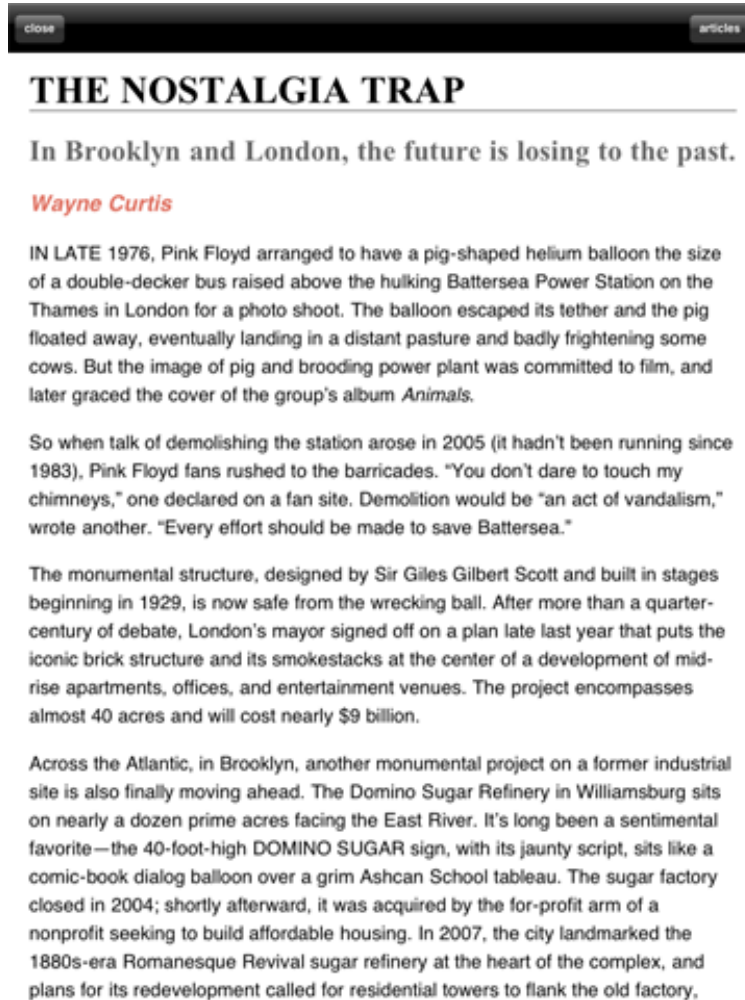 close
articles
THE NOSTALGIA TRAP
In Brooklyn and London, the future is losing to the past.
Wayne Curtis
IN LATE 1976, Pink Floyd arranged to have a pig-shaped helium balloon the size
of a double-decker bus raised above the hulking Battersea Power Station on the
Thames in London for a photo shoot. The balloon escaped its tether and the pig
floated away, eventually landing in a distant pasture and badly frightening some
cows. But the image of pig and brooding power plant was committed to film, and
later graced the cover of the group's album Animals.
So when talk of demolishing the station arose in 2005 (it hadn't been running since
1983), Pink Floyd fans rushed to the barricades. “You don't dare to touch my
chimneys,” one declared on a fan site. Demolition would be “an act of vandalism,”
wrote another. “Every effort should be made to save Battersea.”
The monumental structure, designed by Sir Giles Gilbert Scott and built in stages
beginning in 1929, is now safe from the wrecking ball. After more than a quarter-
century of debate, London's mayor signed off on a plan late last year that puts the
iconic brick structure and its smokestacks at the center of a development of mid-
rise apartments, offices, and entertainment venues. The project encompasses
almost 40 acres and will cost nearly $9 billion.
Across the Atlantic, in Brooklyn, another monumental project on a former industrial
site is also finally moving ahead. The Domino Sugar Refinery in Williamsburg sits
on nearly a dozen prime acres facing the East River. It's long been a sentimental
favorite—the 40-foot-high DOMINO SUGAR sign, with its jaunty script, sits like a
comic-book dialog balloon over a grim Ashcan School tableau. The sugar factory
closed in 2004; shortly afterward, it was acquired by the for-profit arm of a
nonprofit seeking to build affordable housing. In 2007, the city landmarked the
1880s-era Romanesque Revival sugar refinery at the heart of the complex, and
plans for its redevelopment called for residential towers to flank the old factory,